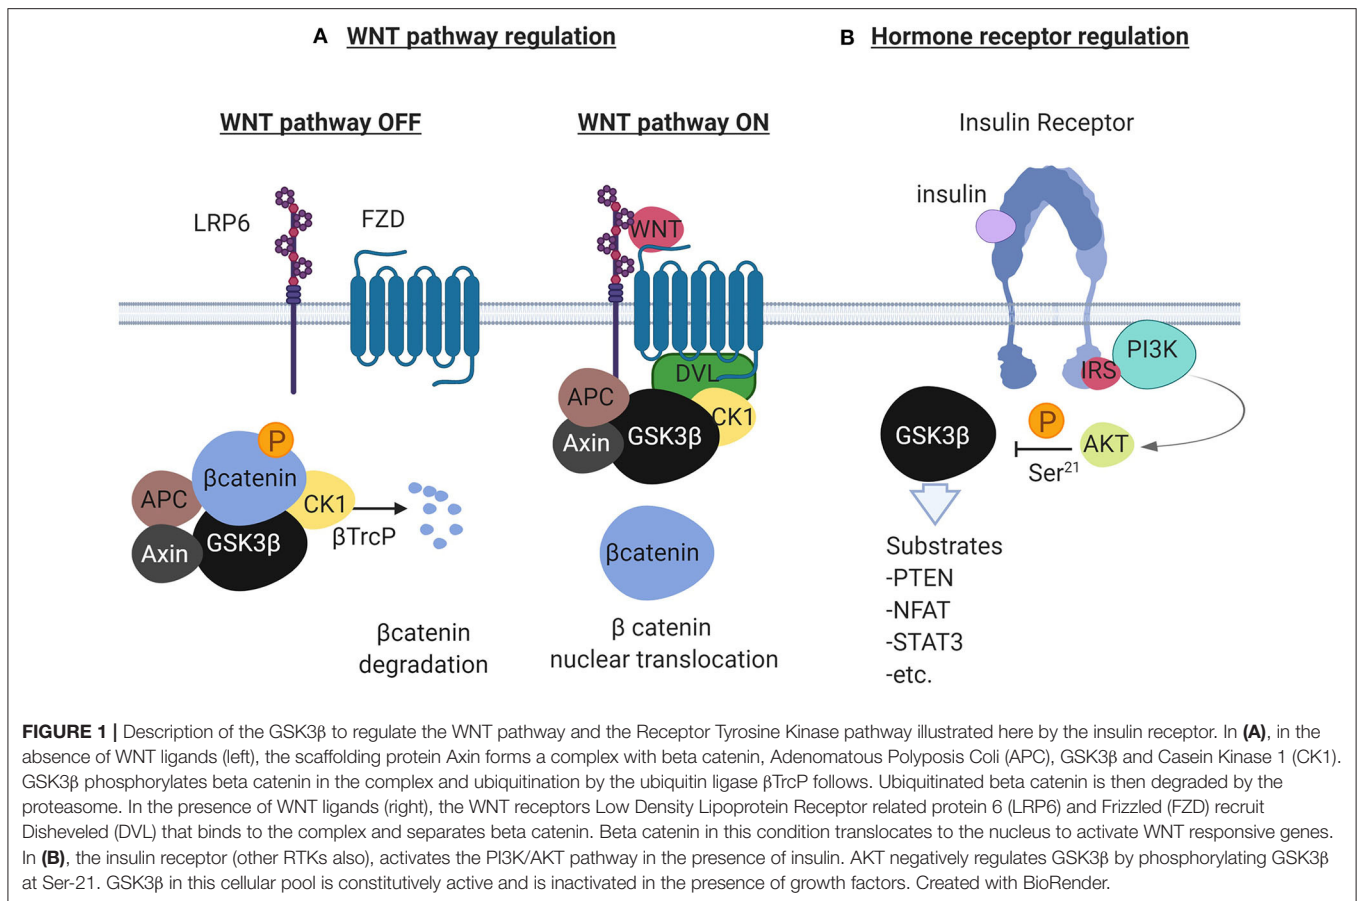 A WNT pathway regulation
B Hormone receptor regulation
WNT pathway OFF
WNT pathway ON
Insulin Receptor
LRP6
FZD
WNT
insulin
DVL
APC
CK1
Axin
GSK3β
PI3K
IRS
P
GSK3β
AKT
Ser21
P
βcatenin
APC
CK1
Axin
GSK3β
βTrcP
βcatenin
Substrates
-PTEN
-NFAT
-STAT3
-etc.
βcatenin
degradation
β catenin
nuclear translocation
FIGURE 1 | Description of the GSK3β to regulate the WNT pathway and the Receptor Tyrosine Kinase pathway illustrated here by the insulin receptor. In (A), in the
absence of WNT ligands (left), the scaffolding protein Axin forms a complex with beta catenin, Adenomatous Polyposis Coli (APC), GSK3β and Casein Kinase 1 (CK1).
GSK3β phosphorylates beta catenin in the complex and ubiquitination by the ubiquitin ligase βTrcP follows. Ubiquitinated beta catenin is then degraded by the
proteasome. In the presence of WNT ligands (right), the WNT receptors Low Density Lipoprotein Receptor related protein 6 (LRP6) and Frizzled (FZD) recruit
Disheveled (DVL) that binds to the complex and separates beta catenin. Beta catenin in this condition translocates to the nucleus to activate WNT responsive genes.
In (B), the insulin receptor (other RTKs also), activates the PI3K/AKT pathway in the presence of insulin. AKT negatively regulates GSK3β by phosphorylating GSK3β
at Ser-21. GSK3β in this cellular pool is constitutively active and is inactivated in the presence of growth factors. Created with BioRender.